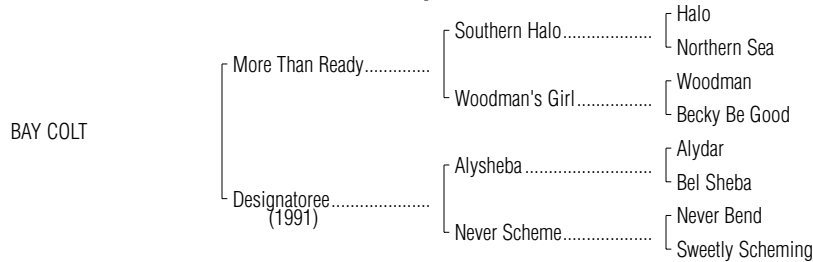 Halo
Southern Halo....................
Northern Sea
More Than Ready..............
Woodman
Woodman's Girl.................
Becky Be Good
BAY COLT
Alydar
Alysheba............................
Bel Sheba
Designatoree......................
(1991)
Never Bend
Never Scheme....................
Sweetly Scheming